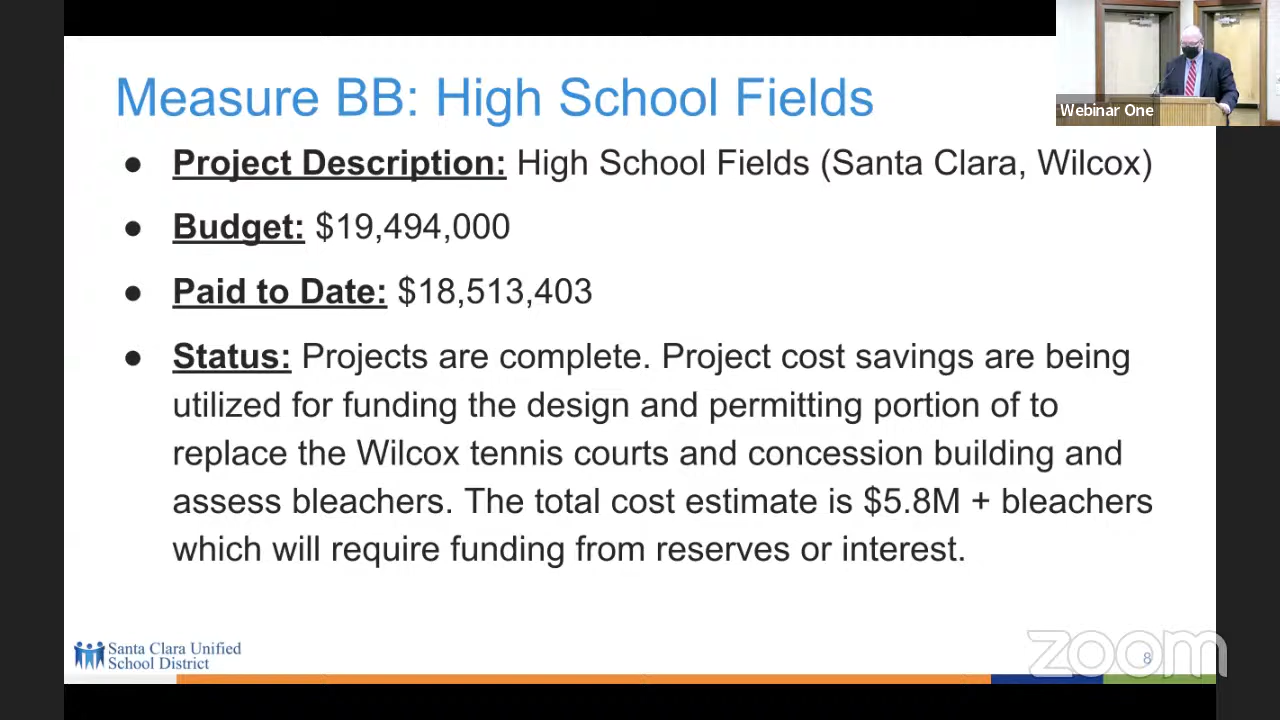 Measure BB: High School Fields
Webinar One
● Project Description: High School Fields (Santa Clara, Wilcox)
● Budget: $19,494,000
● Paid to Date: $18,513,403
● Status: Projects are complete. Project cost savings are being
utilized for funding the design and permitting portion of to
replace the Wilcox tennis courts and concession building and
assess bleachers. The total cost estimate is $5.8M + bleachers
which will require funding from reserves or interest.
Santa Clara Unified
School District
zoom
8